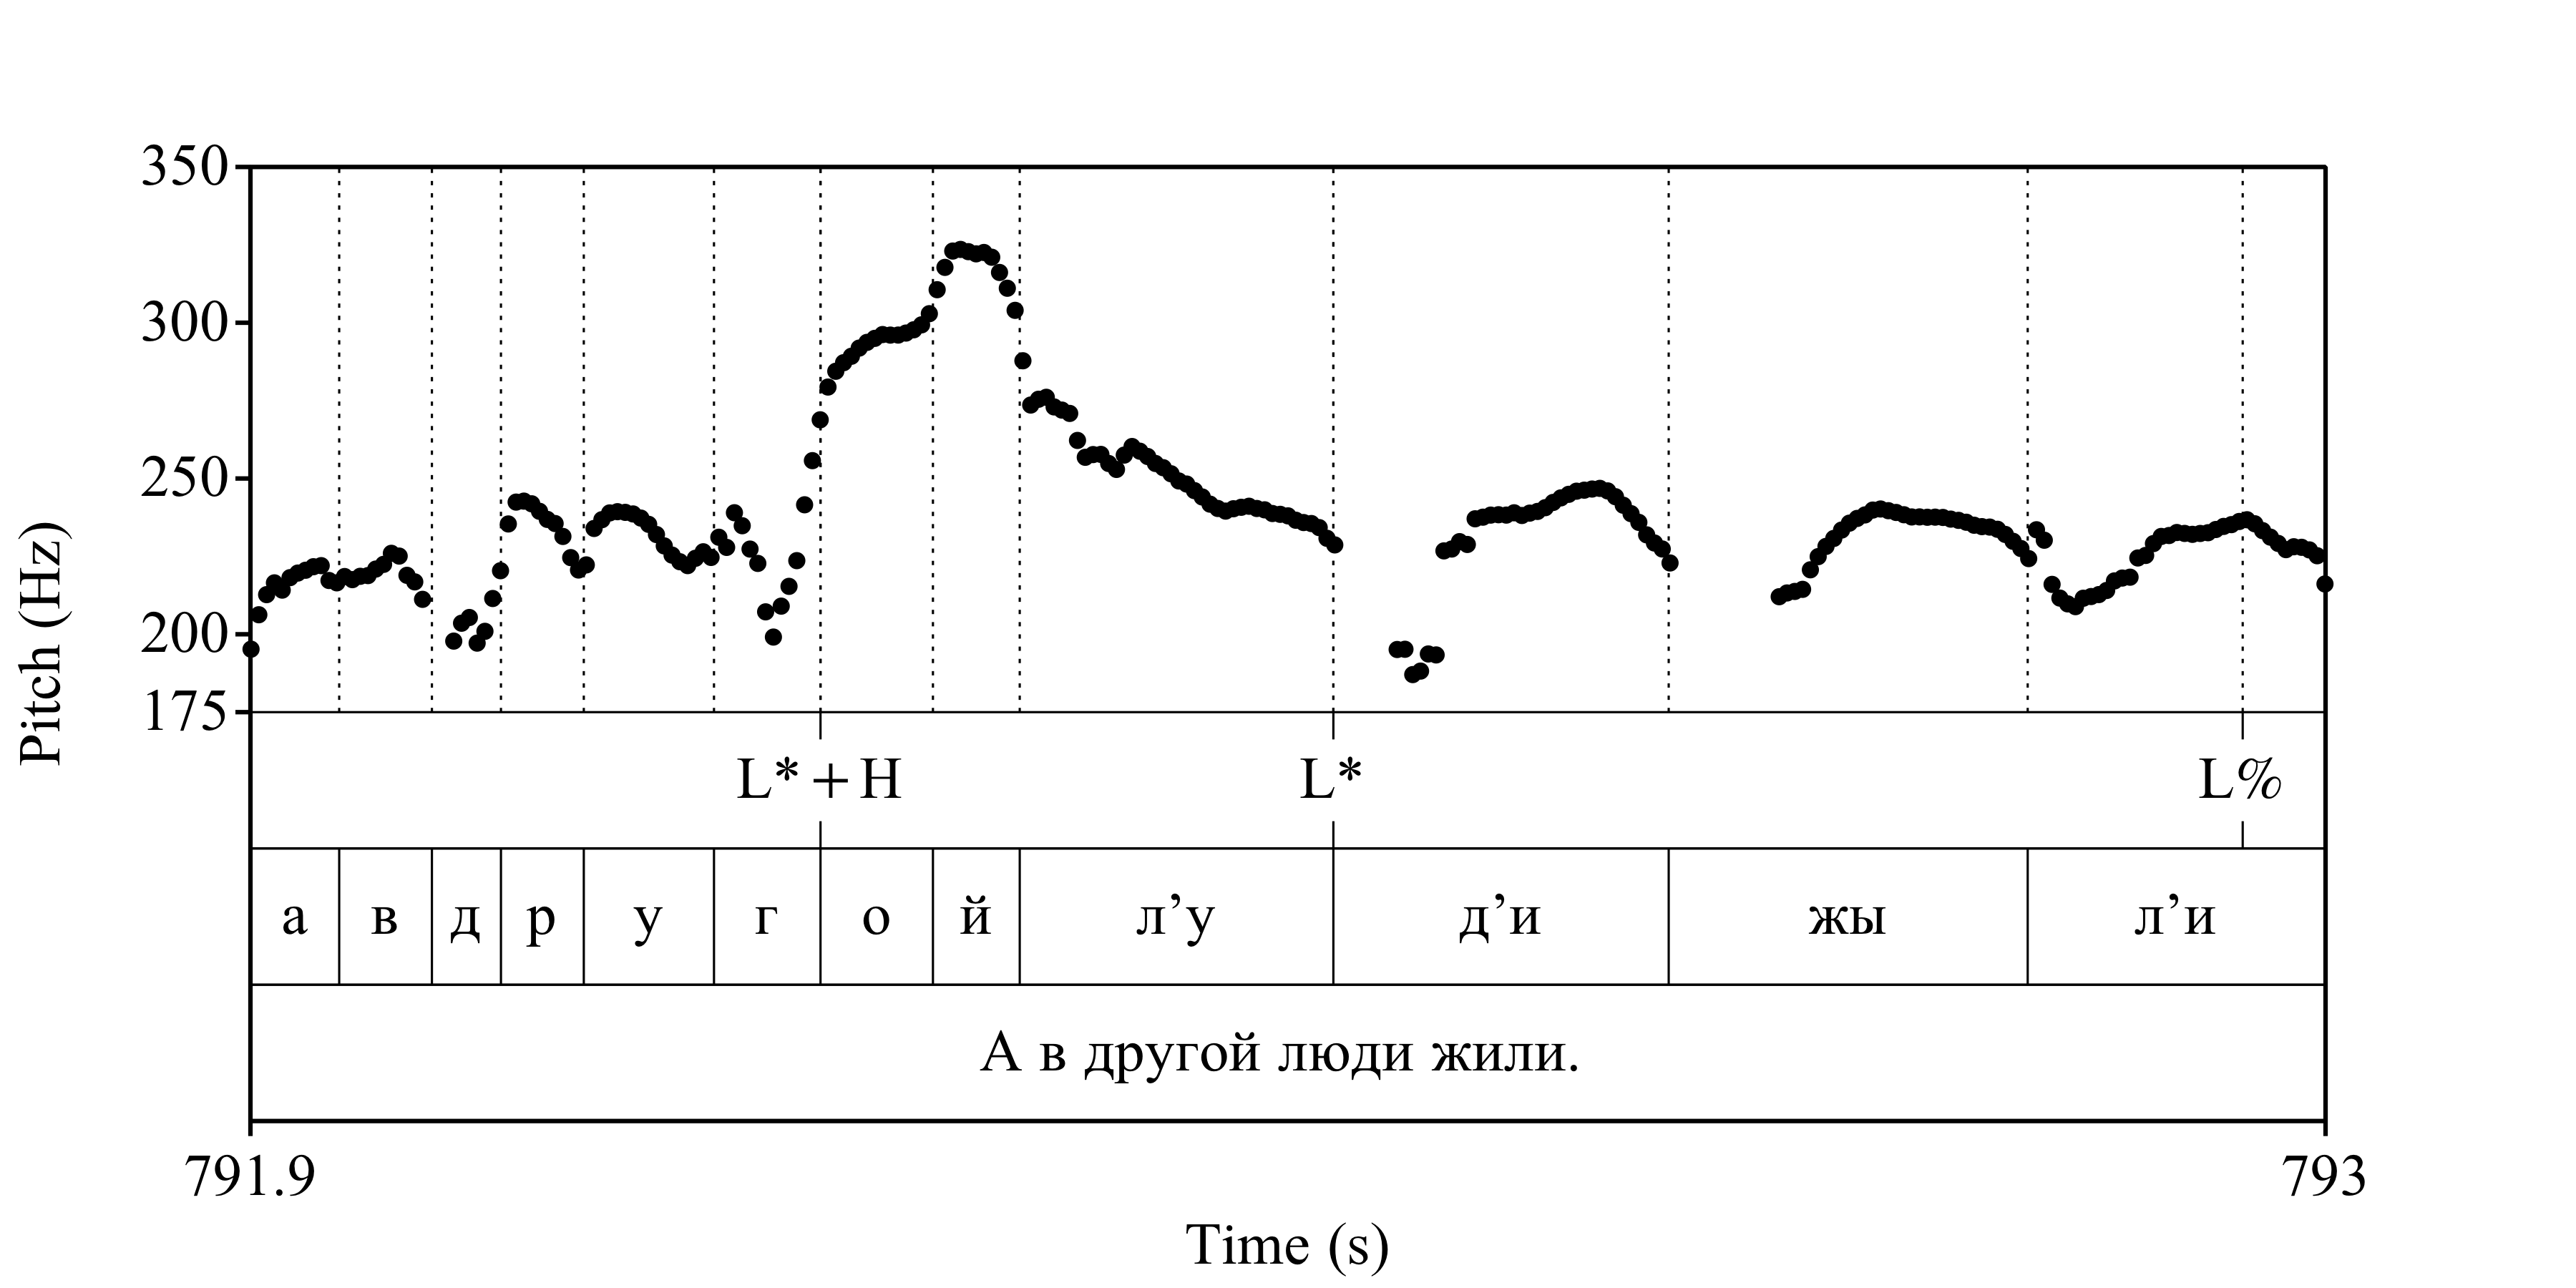 350
300
250
200
175
Pitch (Hz)
L*+H L* L%
а в д р у г о й л’у д’и жы л’и
А в другой люди жили.
791.9 793
Time (s)